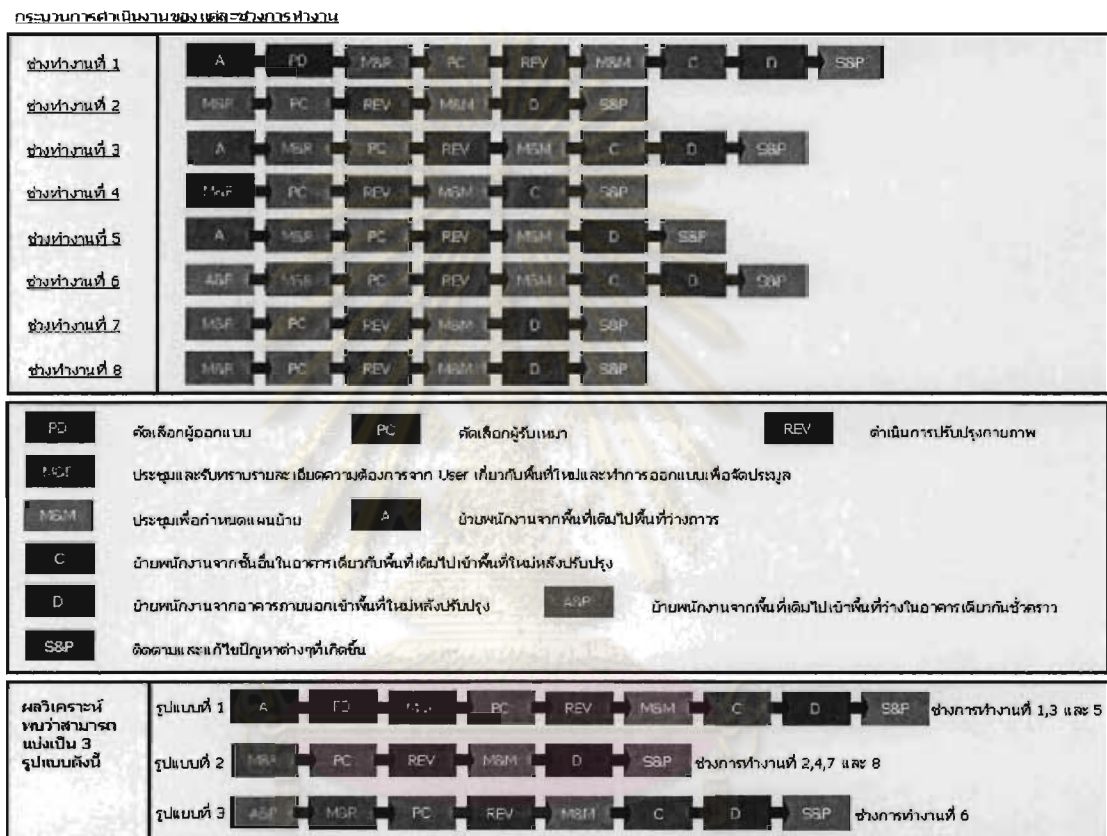 กระบวนการดำเนินงานของแต่ละช่วงการทำงาน
ช่วงทำงานที่ 1 A PD M&R PC REV M&M C D S&P
ช่วงทำงานที่ 2 M&R PC REV M&M D S&P
ช่วงทำงานที่ 3 A M&R PC REV M&M C D S&P
ช่วงทำงานที่ 4 M&R PC REV M&M C S&P
ช่วงทำงานที่ 5 A M&R PC REV M&M D S&P
ช่วงทำงานที่ 6 A&P M&R PC REV M&M C D S&P
ช่วงทำงานที่ 7 M&R PC REV M&M D S&P
ช่วงทำงานที่ 8 M&R PC REV M&M D S&P
PD คัดเลือกผู้ออกแบบ PC คัดเลือกผู้รับเหมา REV ดำเนินการปรับปรุงกายภาพ
M&R ประชุมและรับทราบรายละเอียดความต้องการจาก User เกี่ยวกับพื้นที่ใหม่และทำการออกแบบเพื่อจัดประมูล
M&M ประชุมเพื่อกำหนดแผนย้าย A ย้ายพนักงานจากพื้นที่เดิมไปพื้นที่ว่างถาวร
C ย้ายพนักงานจากชั้นอื่นในอาคารเดียวกับพื้นที่เดิมไปเข้าพื้นที่ใหม่หลังปรับปรุง
D ย้ายพนักงานจากอาคารภายนอกเข้าพื้นที่ใหม่หลังปรับปรุง A&P ย้ายพนักงานจากพื้นที่เดิมไปเข้าพื้นที่ว่างในอาคารเดียวกันชั่วคราว
S&P ติดตามและแก้ไขปัญหาต่างๆที่เกิดขึ้น
ผลวิเคราะห์
พบว่าสามารถ
แบ่งเป็น 3
รูปแบบดังนี้
รูปแบบที่ 1 A PD M&R PC REV M&M C D S&P ช่วงการทำงานที่ 1,3 และ 5
รูปแบบที่ 2 M&R PC REV M&M D S&P ช่วงการทำงานที่ 2,4,7 และ 8
รูปแบบที่ 3 A&P M&R PC REV M&M C D S&P ช่วงการทำงานที่ 6